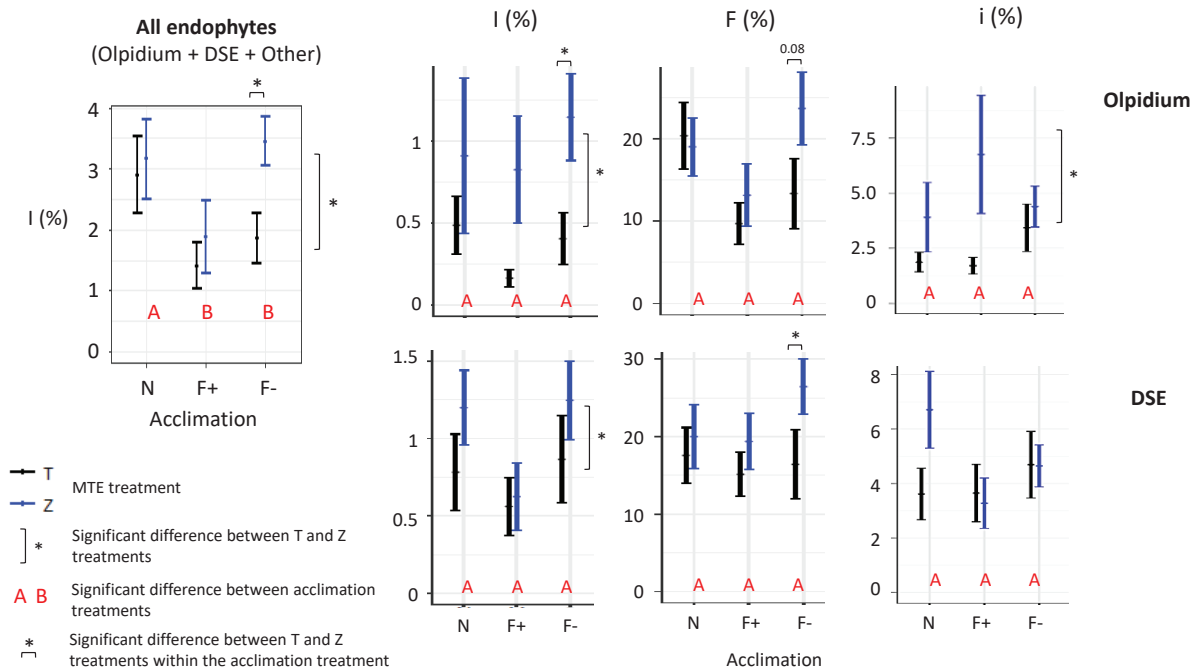 All endophytes
(Olpidium + DSE + Other)
*
4
3
2
1
0
I (%)
*
A B B
N F+ F-
Acclimation
T
Z
MTE treatment
* Significant difference between T and Z
treatments
A B Significant difference between acclimation
treatments
* Significant difference between T and Z
treatments within the acclimation treatment
I (%)
*
1
0.5
0
*
A A A
F (%)
0.08
20
10
0
A A A
i (%)
7.5
5.0
2.5
0
*
A A A
Olpidium
1.5
1
0.5
0
*
A A A
N F+ F-
*
30
20
10
0
A A A
N F+ F-
Acclimation
8
6
4
2
0
A A A
N F+ F-
DSE